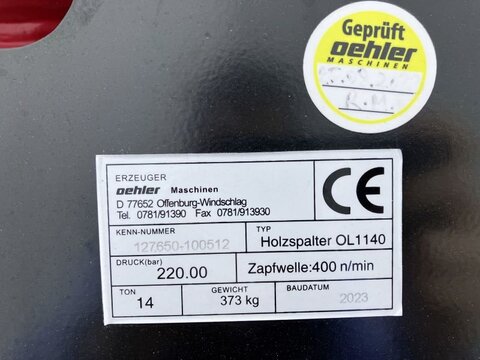 Geprüft
oehler
MASCHINEN
R.M.
ERZEUGER
oehler Maschinen
D 77652 Offenburg-Windschlag
Tel. 0781/91390 Fax 0781/913930
KENN-NUMMER
127650-100512
TYP
Holzspalter OL1140
DRUCK(bar)
220.00
Zapfwelle:400 n/min
TON
14
GEWICHT
373 kg
BAUDATUM
2023
CE